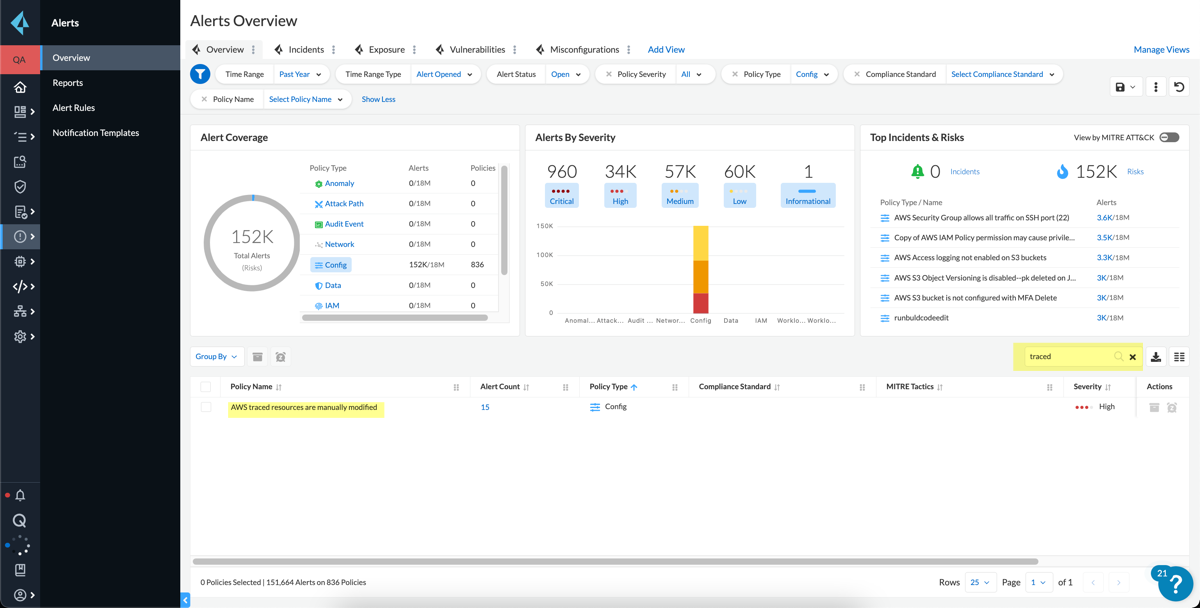 Alerts
QA
Overview
Reports
Alert Rules
Notification Templates
Alerts Overview
Overview
Incidents
Exposure
Vulnerabilities
Misconfigurations
Add View
Manage Views
Time Range Past Year
Time Range Type Alert Opened
Alert Status Open
Policy Severity All
Policy Type Config
Compliance Standard Select Compliance Standard
Policy Name Select Policy Name
Show Less
Alert Coverage
152K
Total Alerts
(Risks)
Policy Type Alerts Policies
Anomaly 0/18M 0
Attack Path 0/18M 0
Audit Event 0/18M 0
Network 0/18M 0
Config 152K/18M 836
Data 0/18M 0
IAM 0/18M 0
Alerts By Severity
960 34K 57K 60K 1
Critical High Medium Low Informational
150K
100K
50K
0
Anomal... Attack... Audit ... Networ... Config Data IAM Worklo... Worklo...
Top Incidents & Risks
View by MITRE ATT&CK
0 Incidents
152K Risks
Policy Type / Name Alerts
AWS Security Group allows all traffic on SSH port (22) 3.6K/18M
Copy of AWS IAM Policy permission may cause privile... 3.5K/18M
AWS Access logging not enabled on S3 buckets 3.3K/18M
AWS S3 Object Versioning is disabled--pk deleted on J... 3K/18M
AWS S3 bucket is not configured with MFA Delete 3K/18M
runbuldcodeedit 3K/18M
Group By
traced
Policy Name Alert Count Policy Type Compliance Standard MITRE Tactics Severity Actions
AWS traced resources are manually modified 15 Config High
0 Policies Selected | 151,664 Alerts on 836 Policies
Rows 25 Page 1 of 1
21
?